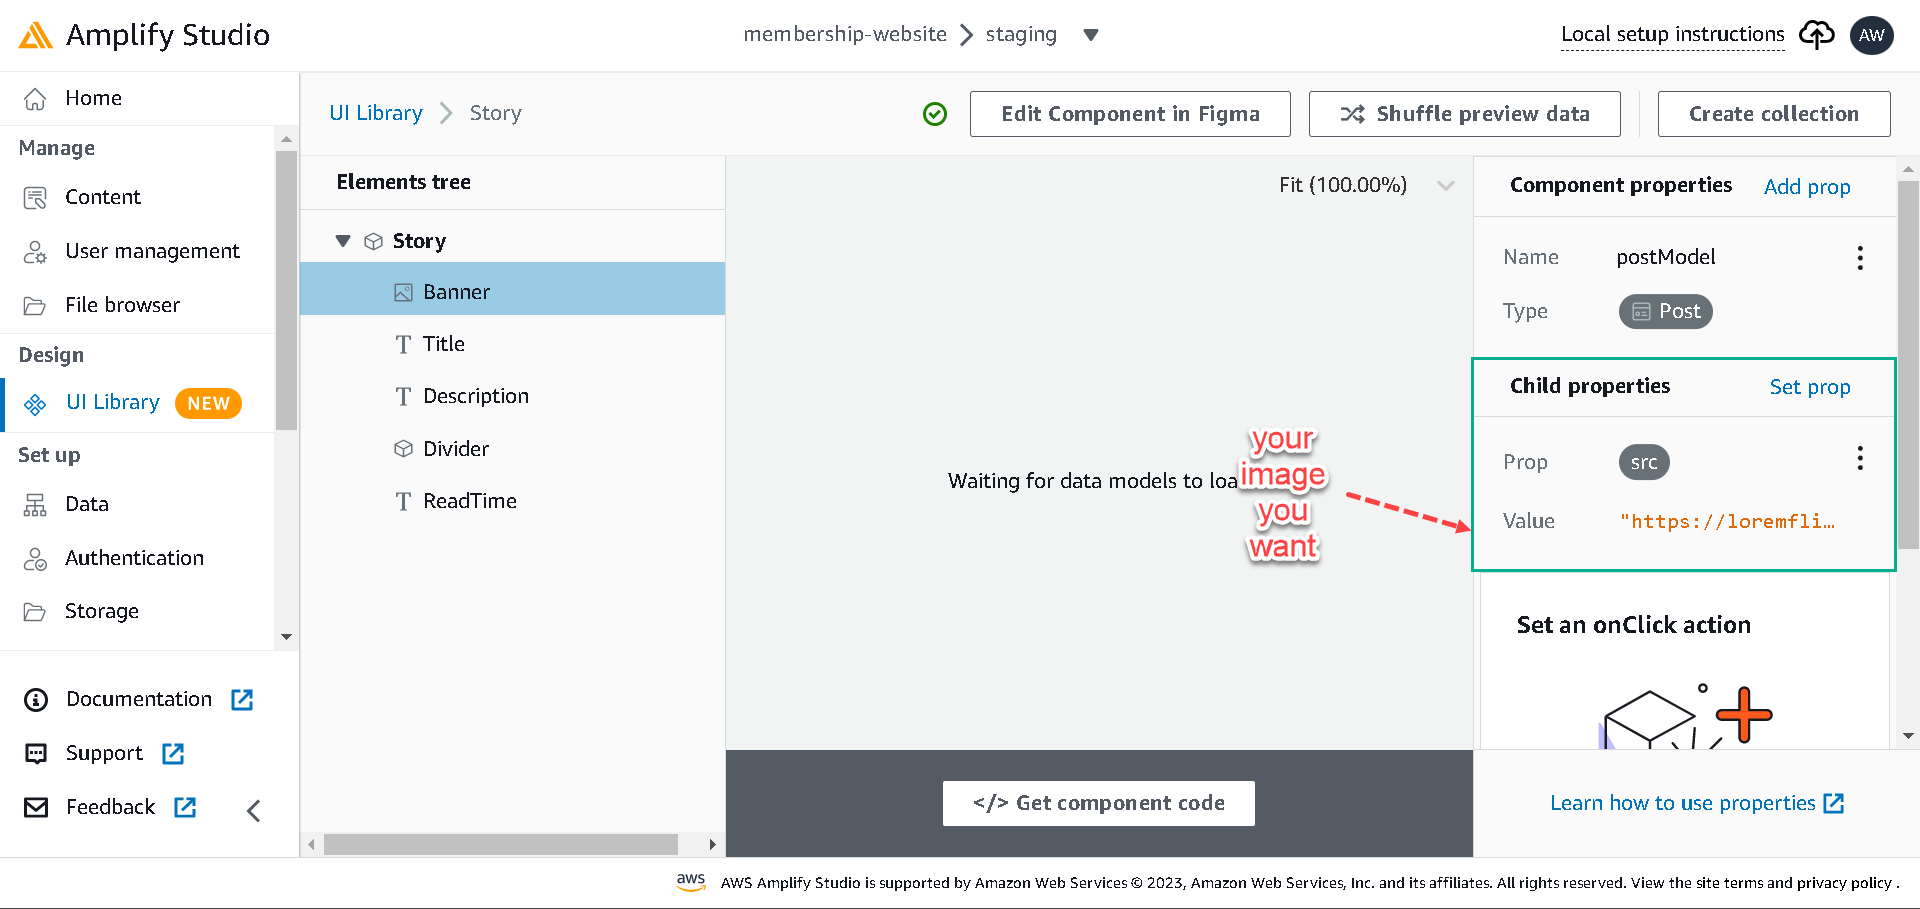 Amplify Studio
membership-website
staging
Local setup instructions
AW
Home
Manage
Content
User management
File browser
Design
UI Library NEW
Set up
Data
Authentication
Storage
Documentation
Support
Feedback
UI Library
Story
Edit Component in Figma
Shuffle preview data
Create collection
Elements tree
Story
Banner
Title
Description
Divider
ReadTime
Fit (100.00%)
Waiting for data models to loa
your
image
you
want
</> Get component code
Component properties
Add prop
Name postModel
Type Post
Child properties
Set prop
Prop src
Value "https://loremfli…
Set an onClick action
Learn how to use properties
aws
AWS Amplify Studio is supported by Amazon Web Services © 2023, Amazon Web Services, Inc. and its affiliates. All rights reserved. View the site terms and privacy policy .